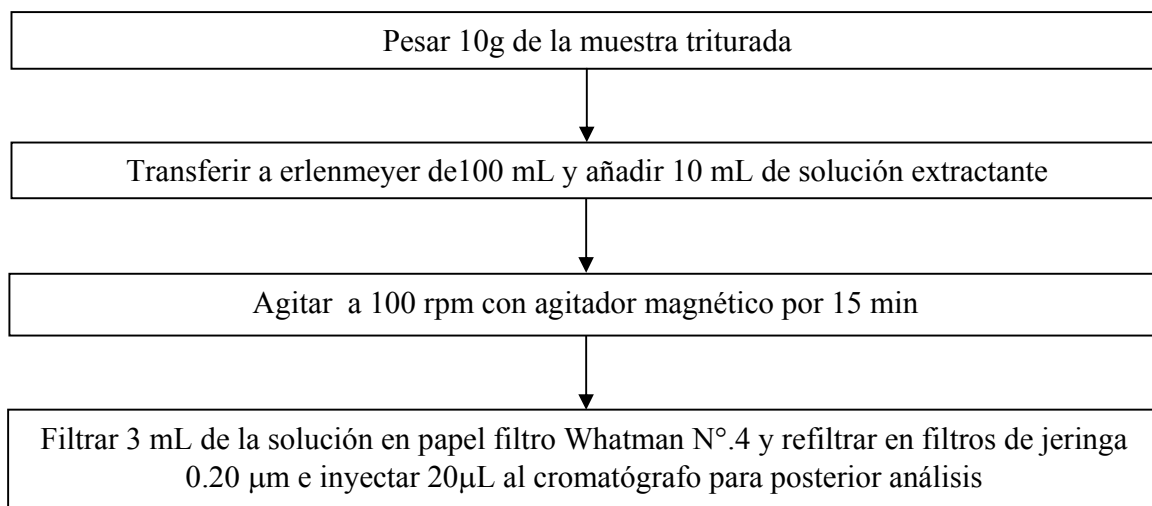 Pesar 10g de la muestra triturada
Transferir a erlenmeyer de100 mL y añadir 10 mL de solución extractante
Agitar  a 100 rpm con agitador magnético por 15 min
Filtrar 3 mL de la solución en papel filtro Whatman N°.4 y refiltrar en filtros de jeringa
0.20 μm e inyectar 20μL al cromatógrafo para posterior análisis